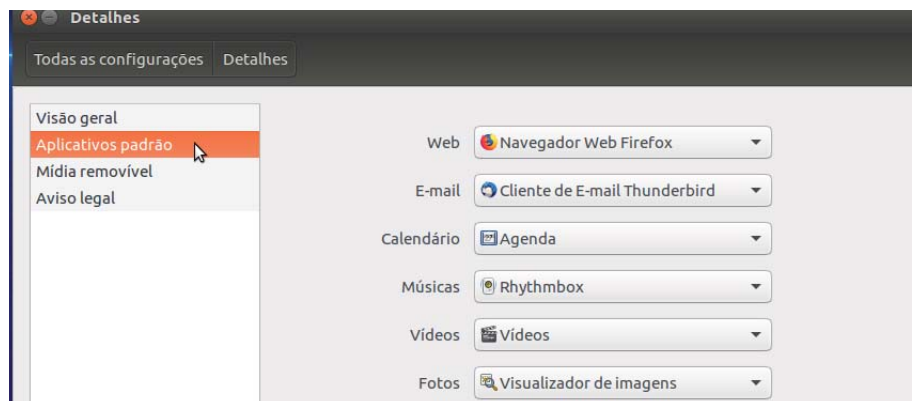 Detalhes
Todas as configurações Detalhes
Visão geral
Aplicativos padrão
Mídia removível
Aviso legal
Web Navegador Web Firefox
E-mail Cliente de E-mail Thunderbird
Calendário Agenda
Músicas Rhythmbox
Vídeos Vídeos
Fotos Visualizador de imagens